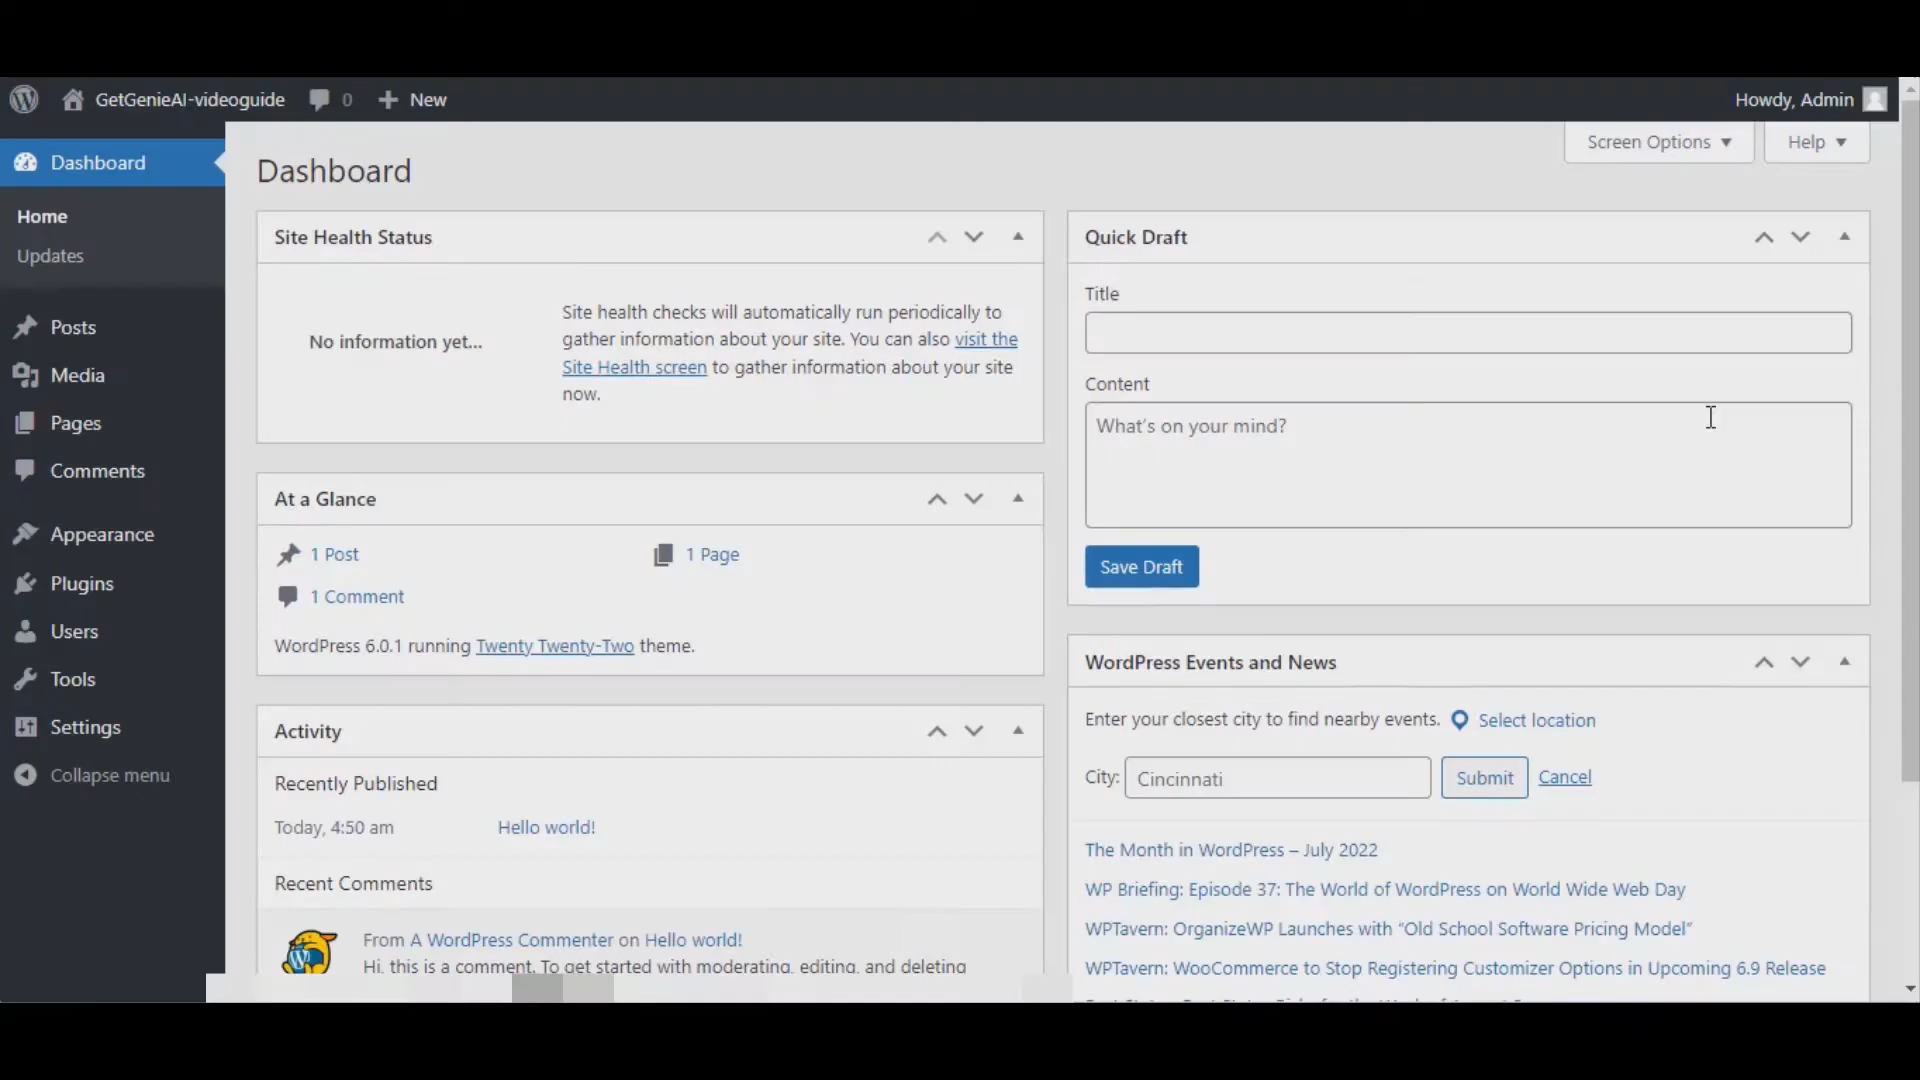 GetGenieAI-videoguide 0 New
Howdy, Admin
Dashboard
Home
Updates
Posts
Media
Pages
Comments
Appearance
Plugins
Users
Tools
Settings
Collapse menu
Screen Options
Help
Dashboard
Site Health Status
No information yet...
Site health checks will automatically run periodically to
gather information about your site. You can also visit the
Site Health screen to gather information about your site
now.
At a Glance
1 Post
1 Page
1 Comment
WordPress 6.0.1 running Twenty Twenty-Two theme.
Activity
Recently Published
Today, 4:50 am Hello world!
Recent Comments
From A WordPress Commenter on Hello world!
Hi, this is a comment. To get started with moderating, editing, and deleting
Quick Draft
Title
Content
What's on your mind?
Save Draft
WordPress Events and News
Enter your closest city to find nearby events. Select location
City: Cincinnati Submit Cancel
The Month in WordPress – July 2022
WP Briefing: Episode 37: The World of WordPress on World Wide Web Day
WPTavern: OrganizeWP Launches with “Old School Software Pricing Model”
WPTavern: WooCommerce to Stop Registering Customizer Options in Upcoming 6.9 Release